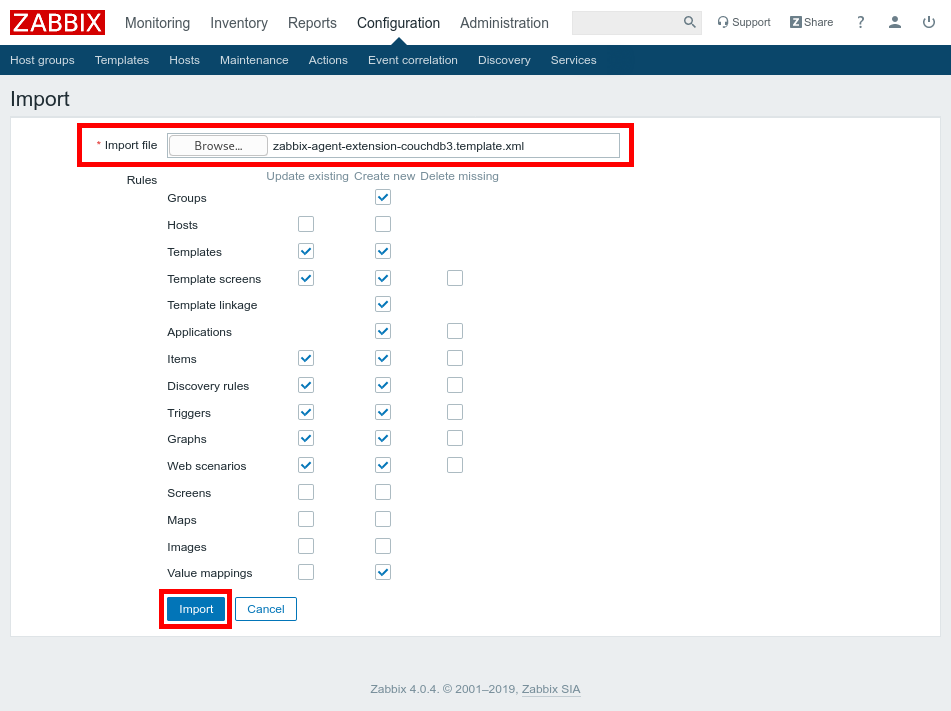 ZABBIX Monitoring Inventory Reports Configuration Administration Support Z Share ?
Host groups Templates Hosts Maintenance Actions Event correlation Discovery Services
Import
* Import file Browse... zabbix-agent-extension-couchdb3.template.xml
Rules Update existing Create new Delete missing
Groups
Hosts
Templates
Template screens
Template linkage
Applications
Items
Discovery rules
Triggers
Graphs
Web scenarios
Screens
Maps
Images
Value mappings
Import Cancel
Zabbix 4.0.4. © 2001–2019, Zabbix SIA